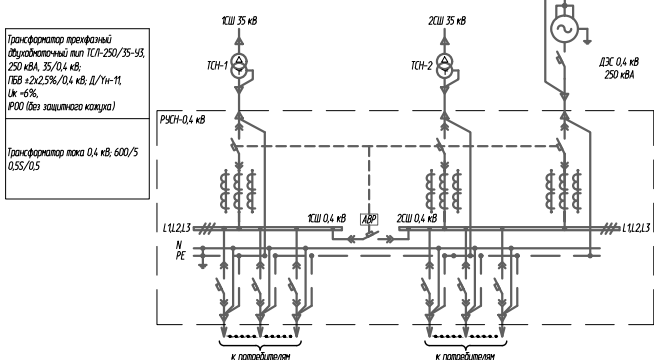 1СШ 35 кВ
2СШ 35 кВ
Трансформатор трехфазный
двухобмоточный тип ТСЛ-250/35-У3,
250 кВА, 35/0,4 кВ;
ПБВ ±2х2,5%/0,4 кВ; Д/Yн-11,
Uк =6%,
IP00 (без защитного кожуха)
ТСН-1
ТСН-2
ДЭС 0,4 кВ
250 кВА
РУСН-0,4 кВ
Трансформатор тока 0,4 кВ; 600/5
0,5S/0,5
1СШ 0,4 кВ
АВР
2СШ 0,4 кВ
L1,L2,L3
L1,L2,L3
N
PE
к потребителям
к потребителям